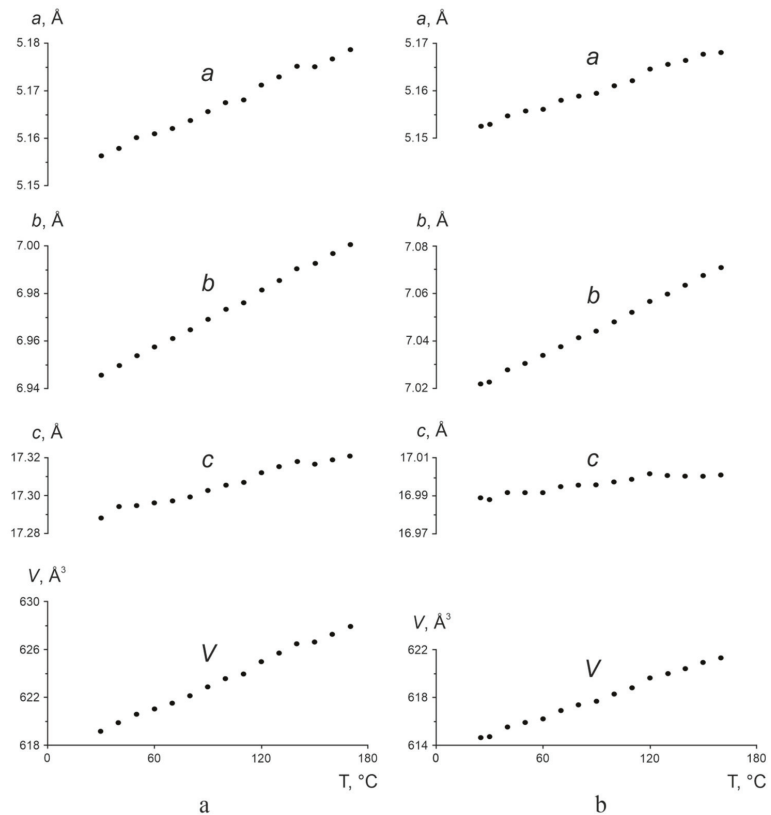 a, Å
5.18
5.17
5.16
5.15
a
b, Å
7.00
6.98
6.96
6.94
b
c, Å
17.32
17.30
17.28
c
V, Å³
630
626
622
618
V
0
60
120
180
T, °C
a
a, Å
5.17
5.16
5.15
a
b, Å
7.08
7.06
7.04
7.02
b
c, Å
17.01
16.99
16.97
c
V, Å³
622
618
614
V
0
60
120
180
T, °C
b